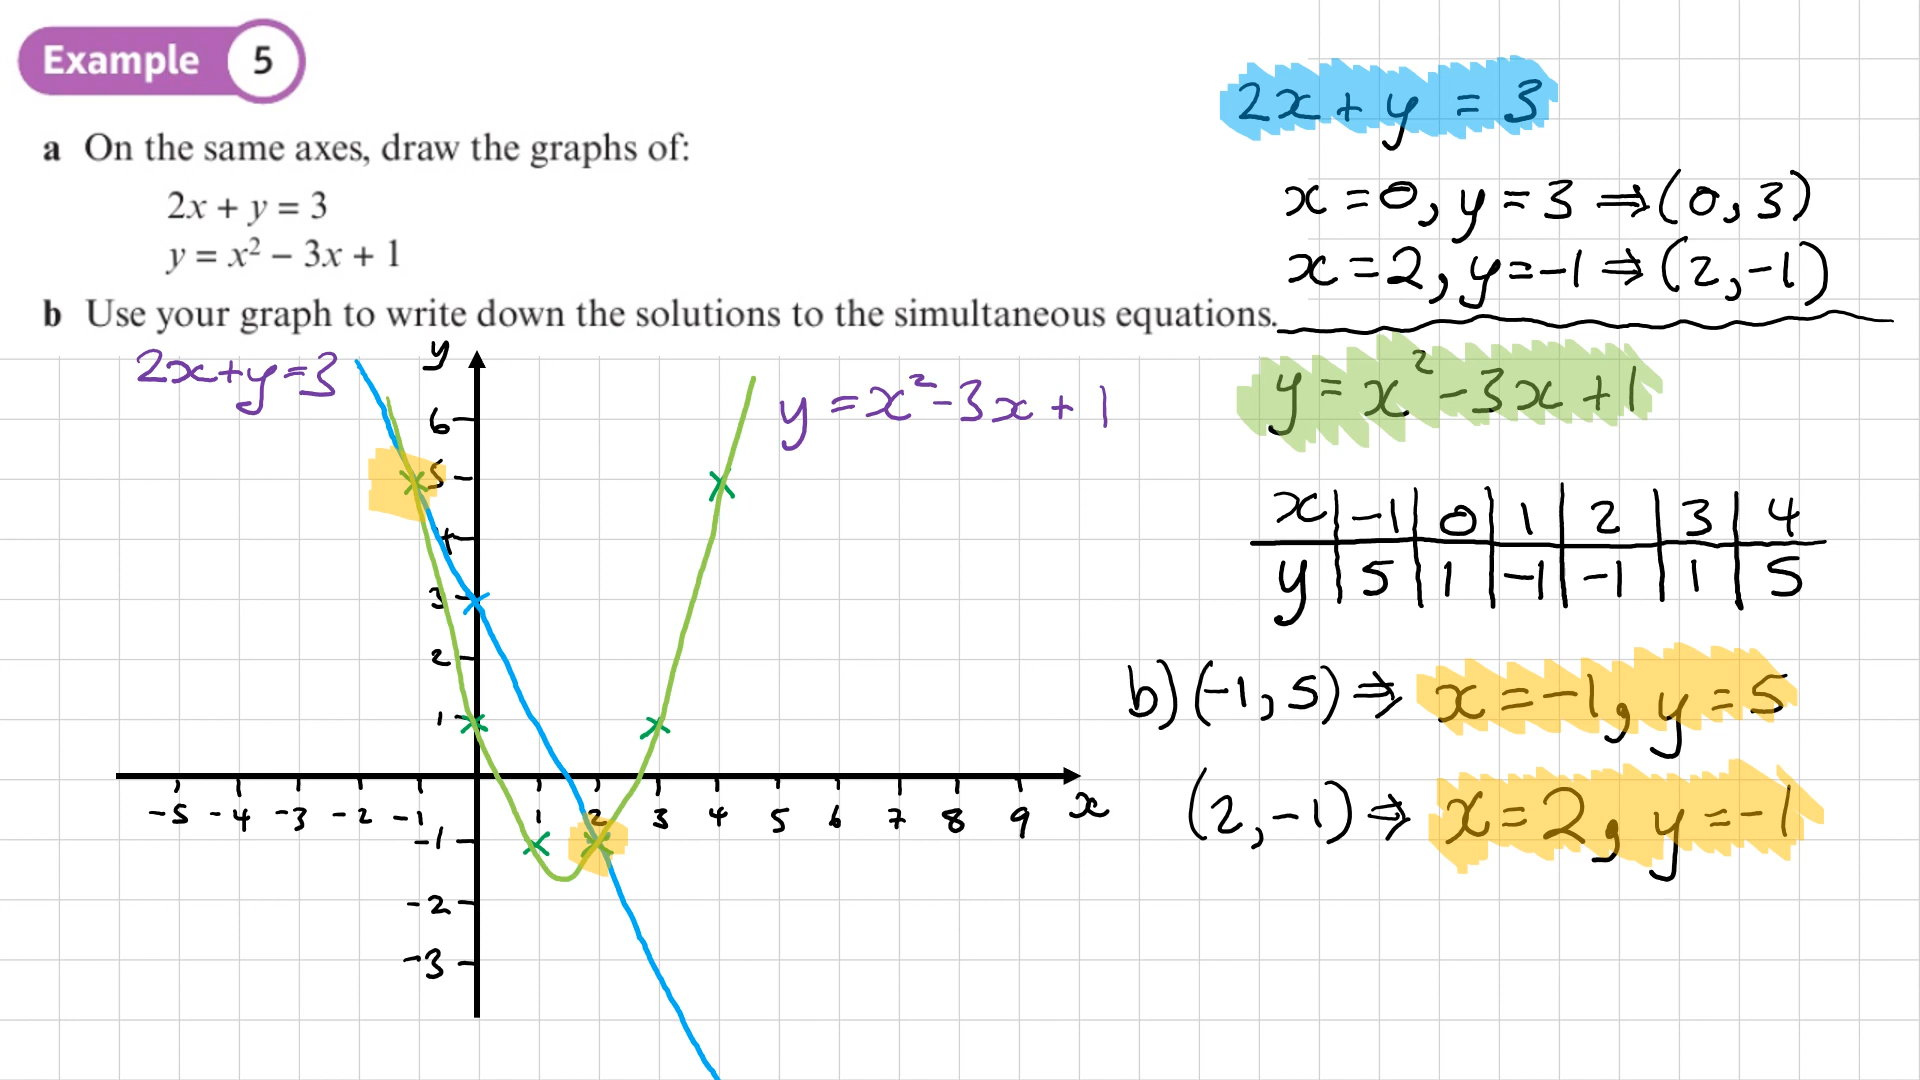 Example 5
a On the same axes, draw the graphs of:
2x + y = 3
y = x² − 3x + 1
b Use your graph to write down the solutions to the simultaneous equations.
2x+y=3
y
y = x²-3x + 1
6
5
4
3
2
1
-5 -4 -3 -2 -1 1 2 3 4 5 6 7 8 9 x
-1
-2
-3
2x + y = 3
x = 0, y = 3 ⇒ (0, 3)
x = 2, y = -1 ⇒ (2, -1)
y = x² - 3x + 1
x | -1 | 0 | 1 | 2 | 3 | 4
y | 5 | 1 | -1 | -1 | 1 | 5
b) (-1, 5) ⇒ x = -1, y = 5
(2, -1) ⇒ x = 2, y = -1